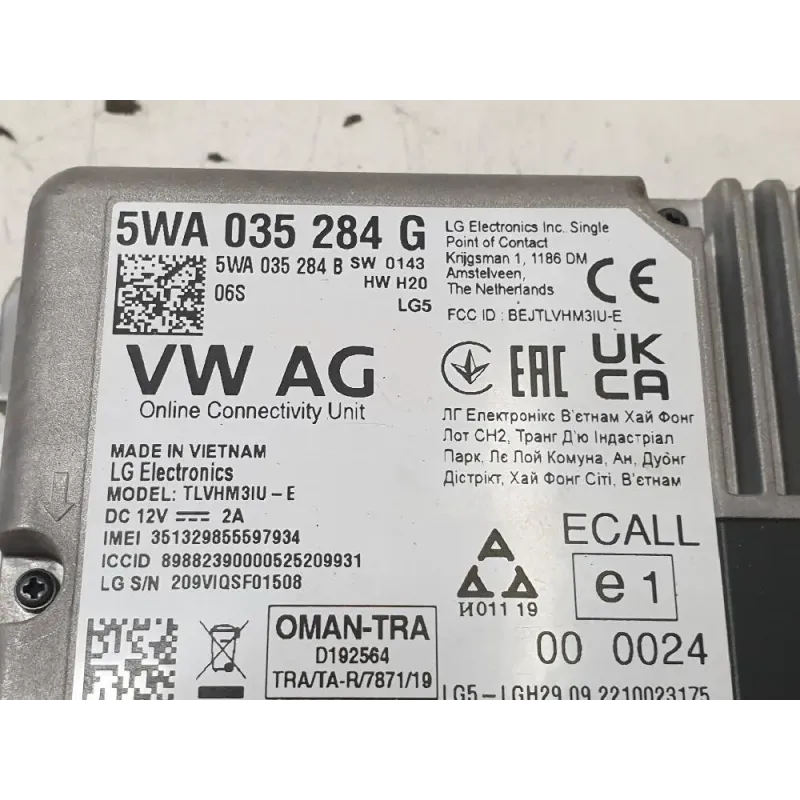 5WA 035 284 G
5WA 035 284 B SW 0143
HW H20
06S
LG5
LG Electronics Inc. Single
Point of Contact
Krijgsman 1, 1186 DM
Amstelveen,
The Netherlands
CE
FCC ID : BEJTLVHM3IU-E
VW AG
Online Connectivity Unit
EAC
UK
CA
ЛГ Електронікс В'єтнам Хай Фонг
Лот СН2, Транг Д'ю Індастріал
Парк, Лє Лой Комуна, Ан, Дуонг
Дістрікт, Хай Фонг Сіті, В'єтнам
MADE IN VIETNAM
LG Electronics
MODEL: TLVHM3IU-E
DC 12V 2A
IMEI 351329855597934
ICCID 89882390000525209931
LG S/N 209VIQSF01508
И011 19
ECALL
e1
00 0024
OMAN-TRA
D192564
TRA/TA-R/7871/19
LG5-LGH29.09.2210023175